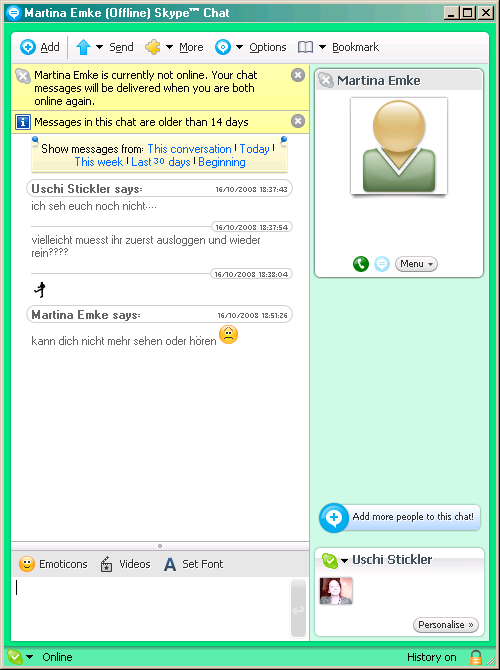 Martina Emke (Offline) Skype™ Chat
Add Send More Options Bookmark
Martina Emke is currently not online. Your chat
messages will be delivered when you are both
online again.
Messages in this chat are older than 14 days
Show messages from: This conversation | Today |
This week | Last 30 days | Beginning
Uschi Stickler says: 16/10/2008 18:37:43
ich seh euch noch nicht....
16/10/2008 18:37:54
vielleicht muesst ihr zuerst ausloggen und wieder
rein????
16/10/2008 18:38:04
Martina Emke says: 16/10/2008 18:51:26
kann dich nicht mehr sehen oder hören
Emoticons Videos Set Font
Martina Emke
Menu
Add more people to this chat!
Uschi Stickler
Personalise »
Online
History on